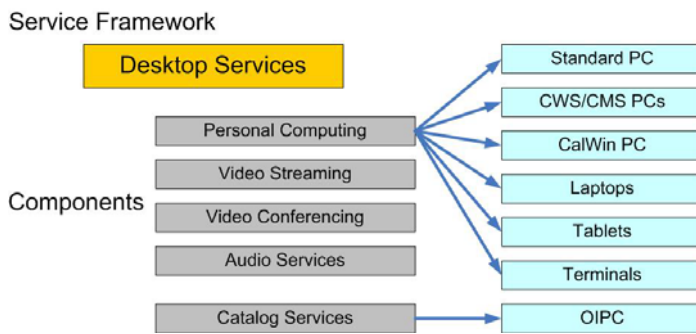 Service Framework
Desktop Services
Components
Personal Computing
Video Streaming
Video Conferencing
Audio Services
Catalog Services
Standard PC
CWS/CMS PCs
CalWin PC
Laptops
Tablets
Terminals
OIPC